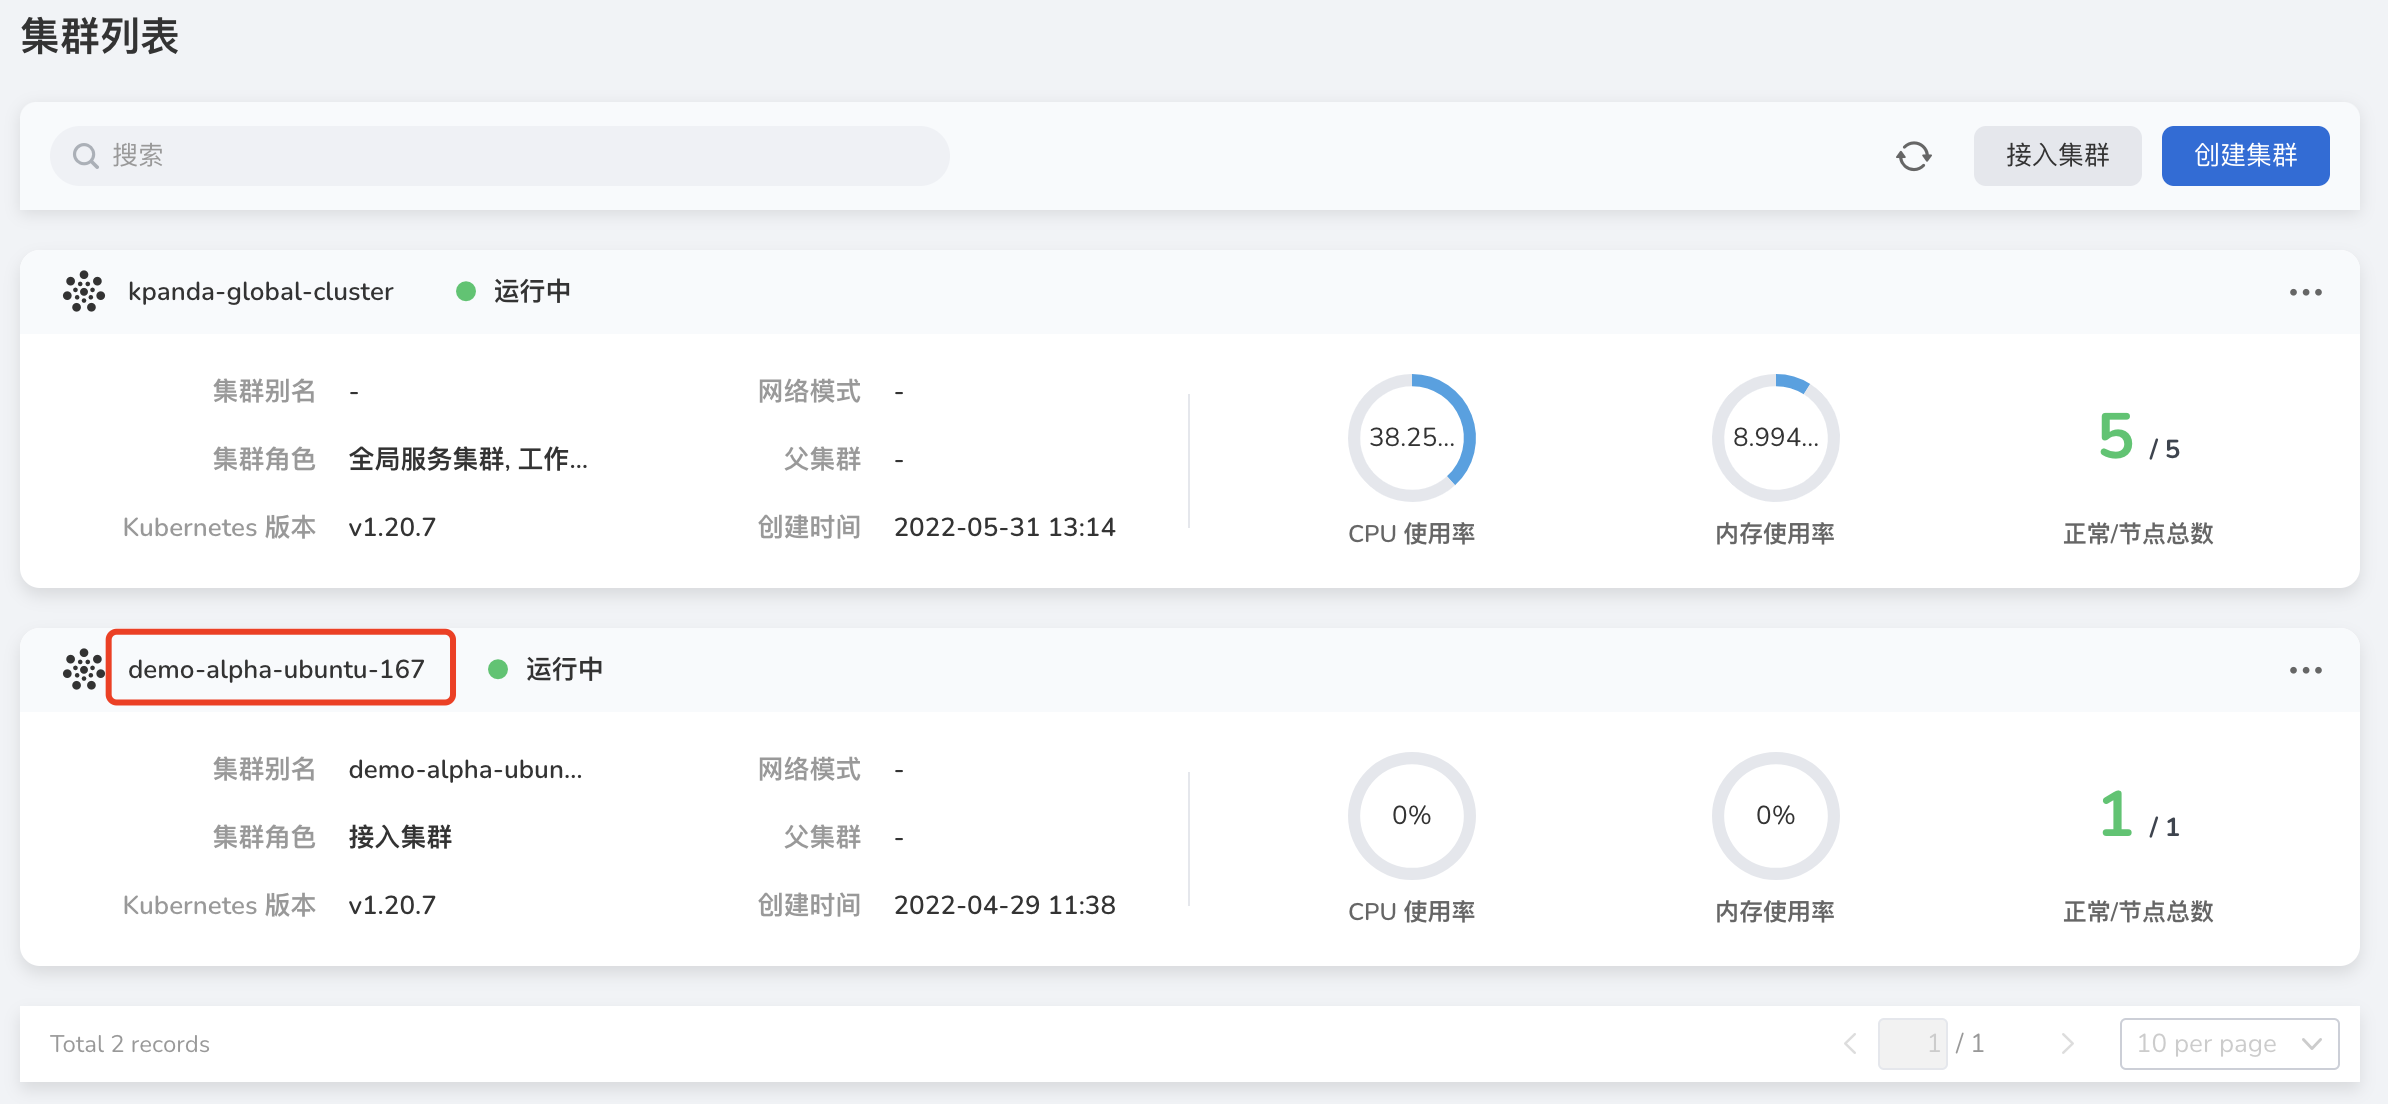 集群列表
搜索
接入集群
创建集群
kpanda-global-cluster
运行中
集群别名 -
网络模式 -
集群角色 全局服务集群, 工作...
父集群 -
Kubernetes 版本 v1.20.7
创建时间 2022-05-31 13:14
38.25...
CPU 使用率
8.994...
内存使用率
5 / 5
正常/节点总数
demo-alpha-ubuntu-167
运行中
集群别名 demo-alpha-ubun...
网络模式 -
集群角色 接入集群
父集群 -
Kubernetes 版本 v1.20.7
创建时间 2022-04-29 11:38
0%
CPU 使用率
0%
内存使用率
1 / 1
正常/节点总数
Total 2 records
1 / 1
10 per page